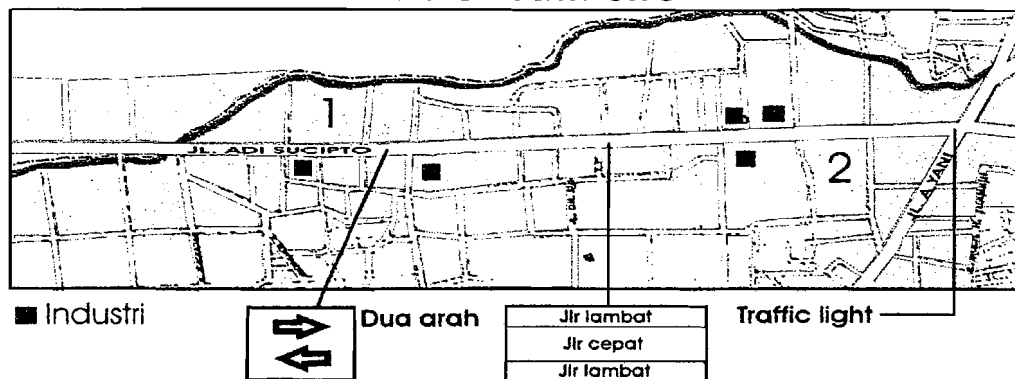 1
JL. ADI SUCIPTO
2
JL. A.YANI
Industri
Dua arah
Jlr lambat
Jlr cepat
Jlr lambat
Traffic light